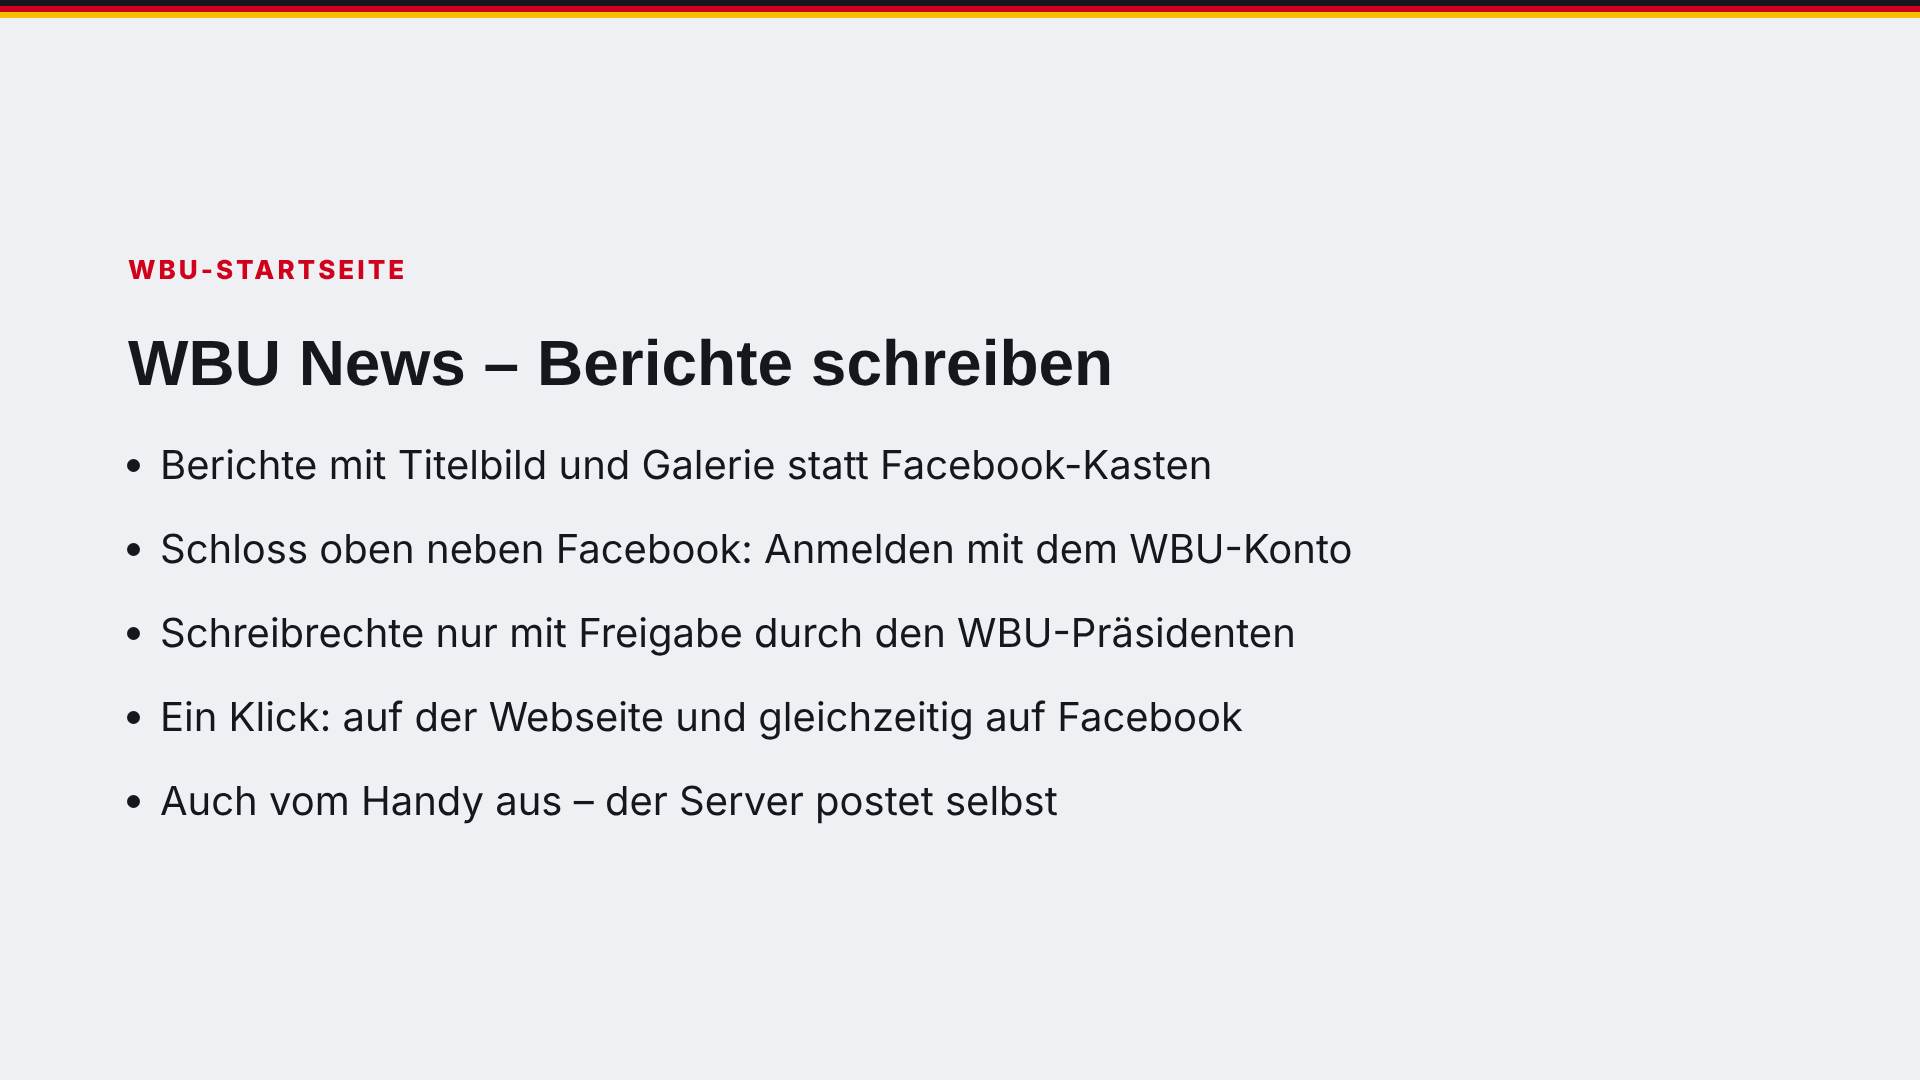 WBU-STARTSEITE
WBU News – Berichte schreiben
• Berichte mit Titelbild und Galerie statt Facebook-Kasten
• Schloss oben neben Facebook: Anmelden mit dem WBU-Konto
• Schreibrechte nur mit Freigabe durch den WBU-Präsidenten
• Ein Klick: auf der Webseite und gleichzeitig auf Facebook
• Auch vom Handy aus – der Server postet selbst